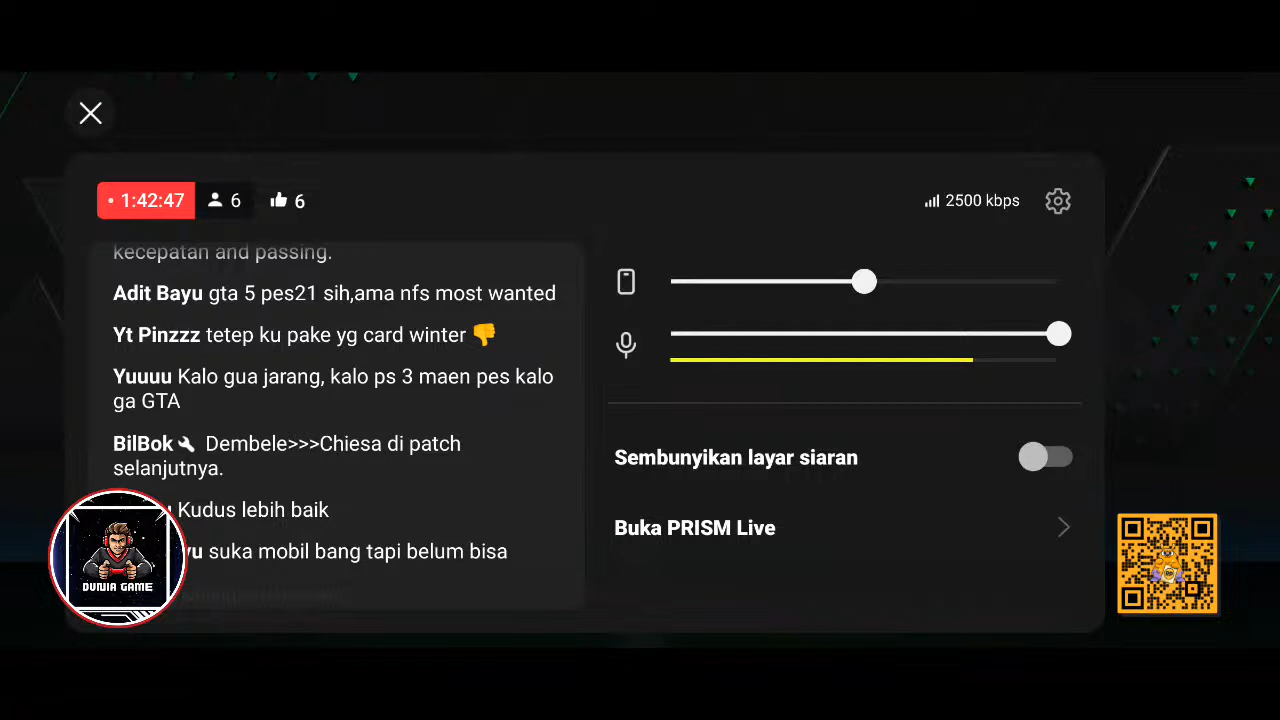 1:42:47 6 6
2500 kbps
kecepatan and passing.
Adit Bayu gta 5 pes21 sih,ama nfs most wanted
Yt Pinzzz tetep ku pake yg card winter 👎
Yuuuu Kalo gua jarang, kalo ps 3 maen pes kalo
ga GTA
BilBok Dembele>>>Chiesa di patch
selanjutnya.
Kudus lebih baik
yu suka mobil bang tapi belum bisa
DUNIA GAME
Sembunyikan layar siaran
Buka PRISM Live